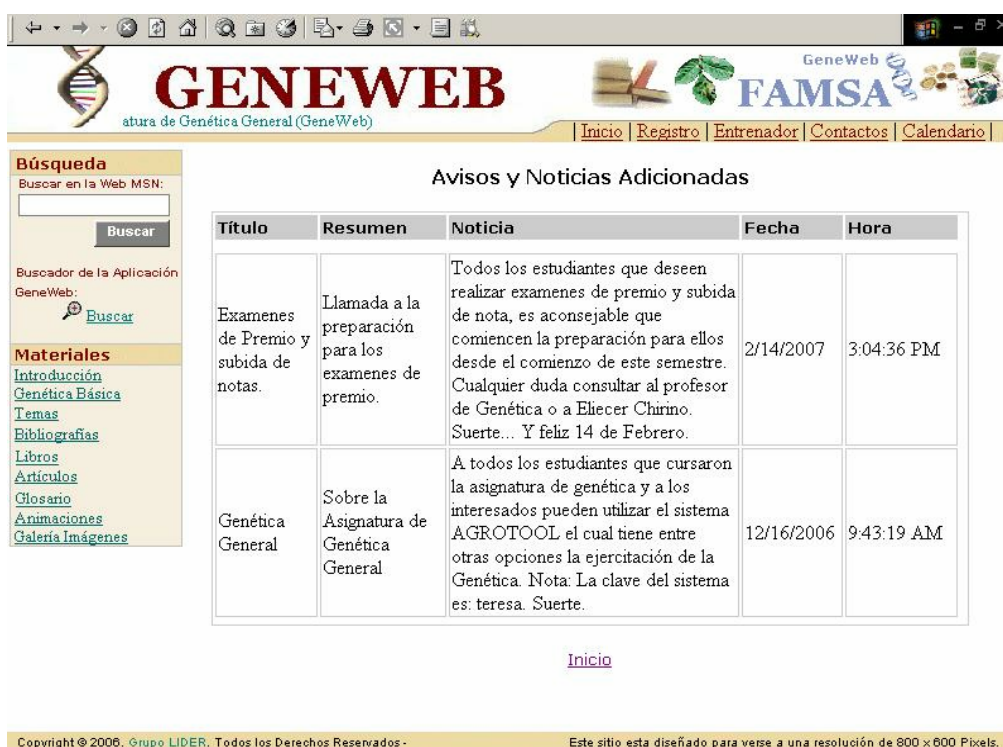 GENEWEB
atura de Genética General (GeneWeb)
GeneWeb
FAMSA
| Inicio | Registro | Entrenador | Contactos | Calendario |
Búsqueda
Buscar en la Web MSN:
Buscar
Buscador de la Aplicación
GeneWeb:
Buscar
Materiales
Introducción
Genética Básica
Temas
Bibliografías
Libros
Artículos
Glosario
Animaciones
Galería Imágenes
Avisos y Noticias Adicionadas
Título Resumen Noticia Fecha Hora
Examenes
de Premio y
subida de
notas.
Llamada a la
preparación
para los
examenes de
premio.
Todos los estudiantes que deseen
realizar examenes de premio y subida
de nota, es aconsejable que
comiencen la preparación para ellos
desde el comienzo de este semestre.
Cualquier duda consultar al profesor
de Genética o a Eliecer Chirino.
Suerte... Y feliz 14 de Febrero.
2/14/2007
3:04:36 PM
Genética
General
Sobre la
Asignatura de
Genética
General
A todos los estudiantes que cursaron
la asignatura de genética y a los
interesados pueden utilizar el sistema
AGROTOOL el cual tiene entre
otras opciones la ejercitación de la
Genética. Nota: La clave del sistema
es: teresa. Suerte.
12/16/2006
9:43:19 AM
Inicio
Copyright © 2006. Grupo LIDER. Todos los Derechos Reservados -
Este sitio esta diseñado para verse a una resolución de 800 x 600 Pixels.